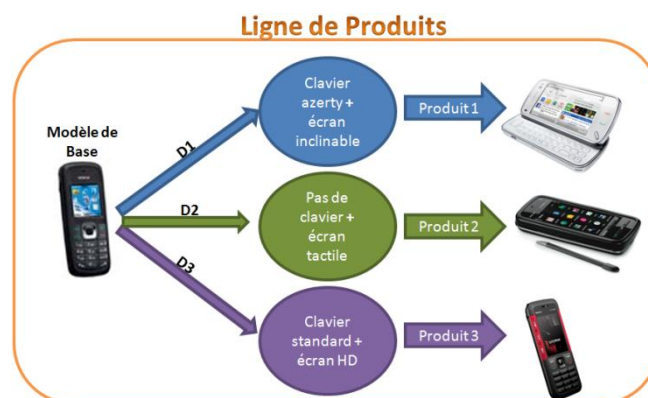 Ligne de Produits
Modèle de
Base
D1
Clavier
azerty +
écran
inclinable
Produit 1
D2
Pas de
clavier +
écran
tactile
Produit 2
D3
Clavier
standard +
écran HD
Produit 3